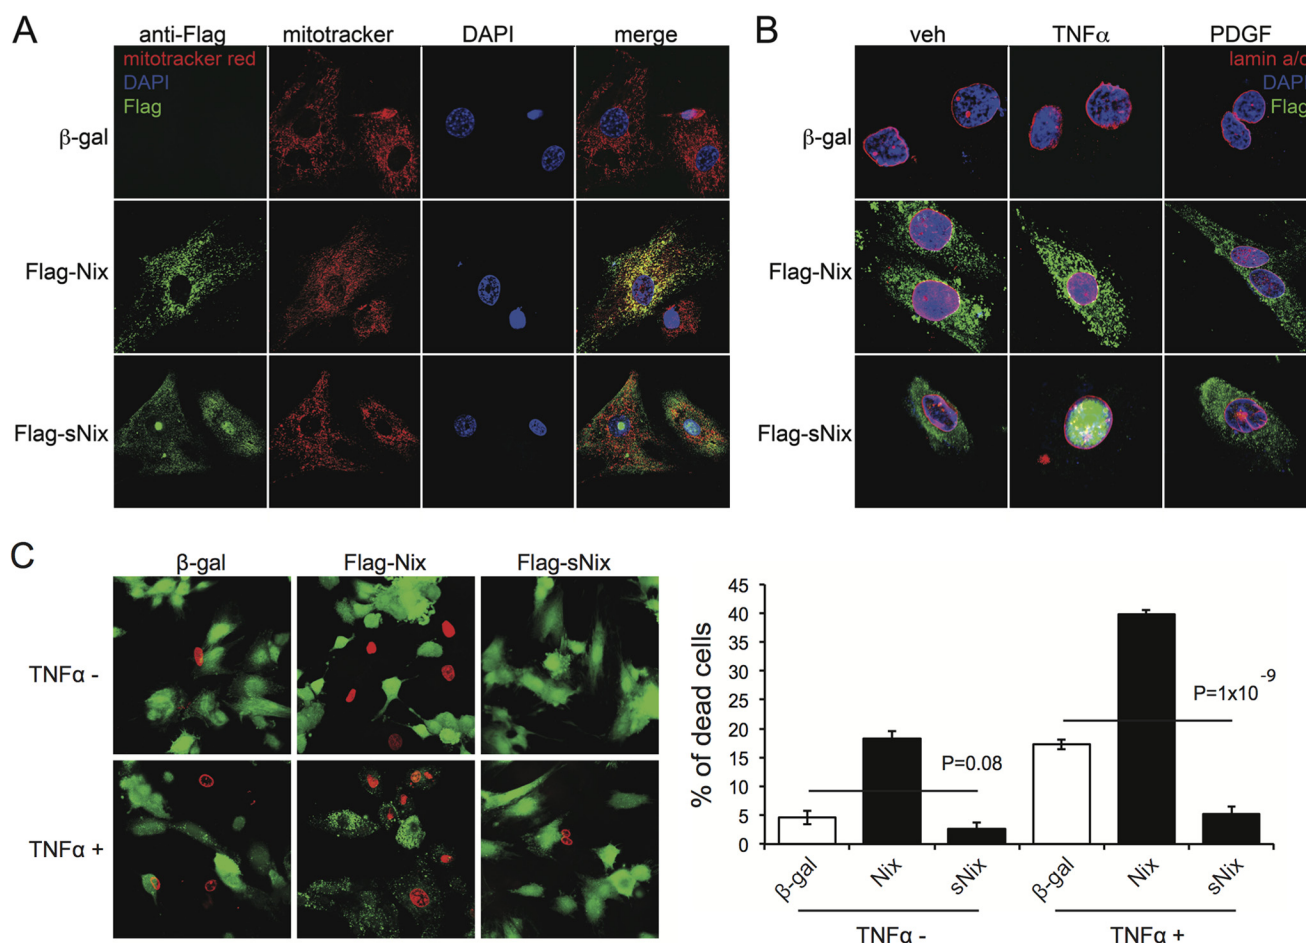 A
anti-Flag mitotracker DAPI merge
mitotracker red
DAPI
Flag
β-gal
Flag-Nix
Flag-sNix
B
veh TNFα PDGF
lamin a/c
DAPI
Flag
β-gal
Flag-Nix
Flag-sNix
C
β-gal Flag-Nix Flag-sNix
TNFα -
TNFα +
% of dead cells
45
40
35
30
25
20
15
10
5
0
P=0.08
P=1x10 -9
β-gal Nix sNix β-gal Nix sNix
TNFα - TNFα +